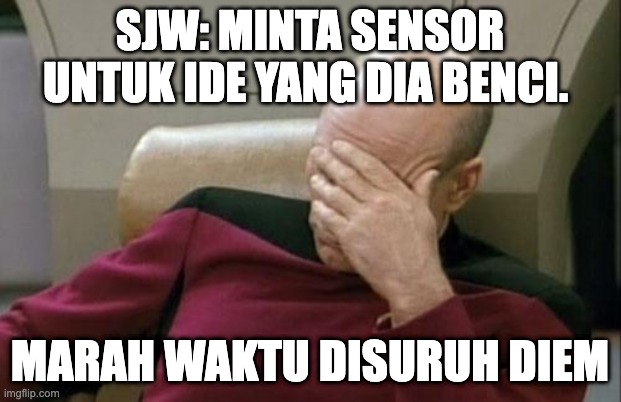 SJW: MINTA SENSOR
UNTUK IDE YANG DIA BENCI.
MARAH WAKTU DISURUH DIEM
imgflip.com